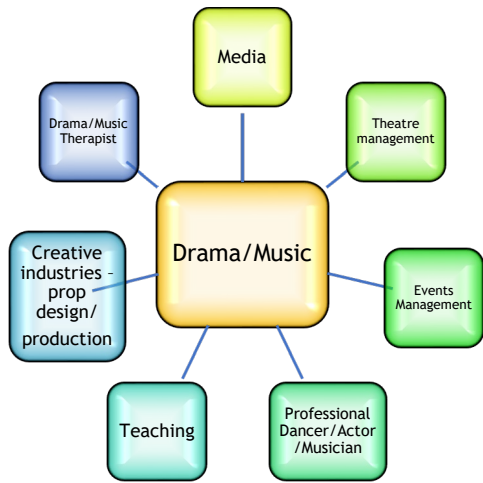 Media
Drama/Music
Therapist
Theatre
management
Drama/Music
Creative
industries –
prop
design/
production
Events
Management
Teaching
Professional
Dancer/Actor
/Musician